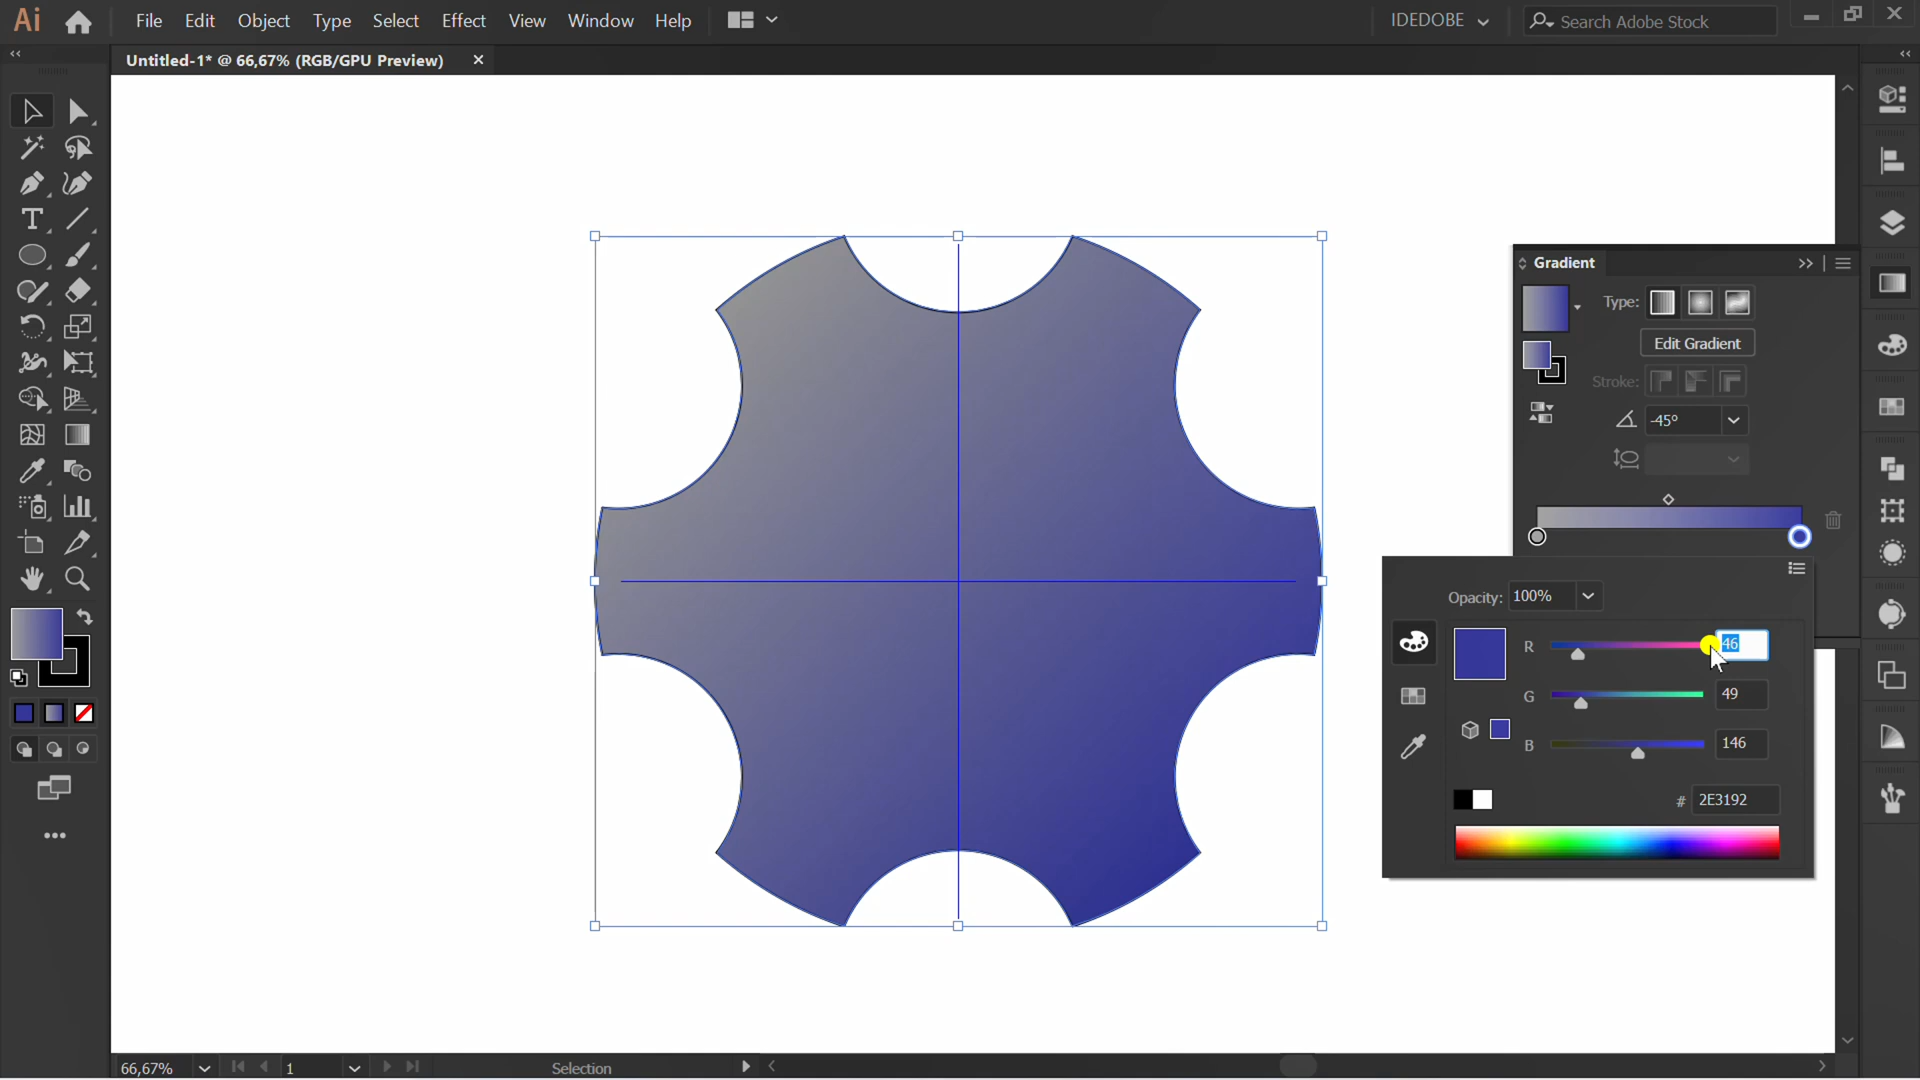 Ai File Edit Object Type Select Effect View Window Help IDEDOBE Search Adobe Stock
Untitled-1* @ 66,67% (RGB/GPU Preview)
Gradient
Type:
Edit Gradient
Stroke:
-45°
Opacity: 100%
R 46
G 49
B 146
# 2E3192
66,67% 1 Selection